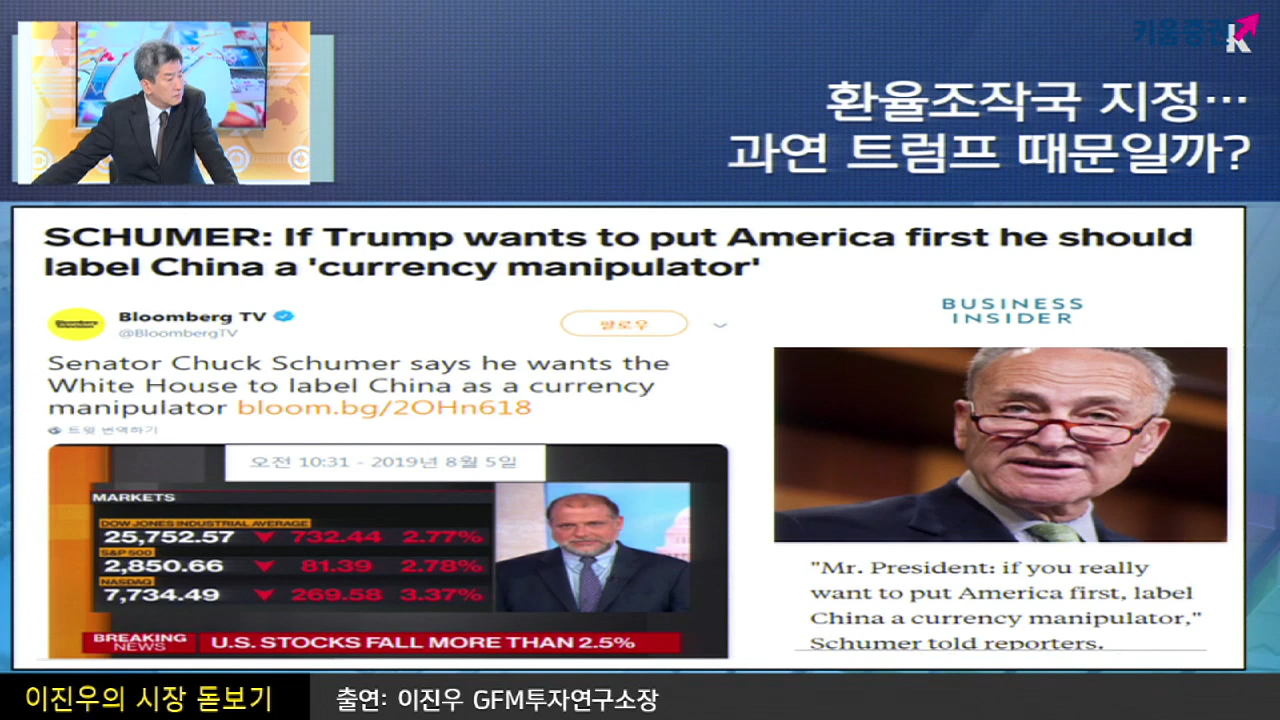 키움증권
환율조작국 지정…
과연 트럼프 때문일까?
SCHUMER: If Trump wants to put America first he should
label China a 'currency manipulator'
Bloomberg TV
@BloombergTV
팔로우
Senator Chuck Schumer says he wants the
White House to label China as a currency
manipulator bloom.bg/2OHn618
트윗 번역하기
오전 10:31 - 2019년 8월 5일
MARKETS
DOW JONES INDUSTRIAL AVERAGE
25,752.57 ▼ 732.44 2.77%
S&P 500
2,850.66 ▼ 81.39 2.78%
NASDAQ
7,734.49 ▼ 269.58 3.37%
BREAKING
NEWS
U.S. STOCKS FALL MORE THAN 2.5%
BUSINESS
INSIDER
"Mr. President: if you really
want to put America first, label
China a currency manipulator,"
Schumer told reporters.
이진우의 시장 돋보기
출연: 이진우 GFM투자연구소장